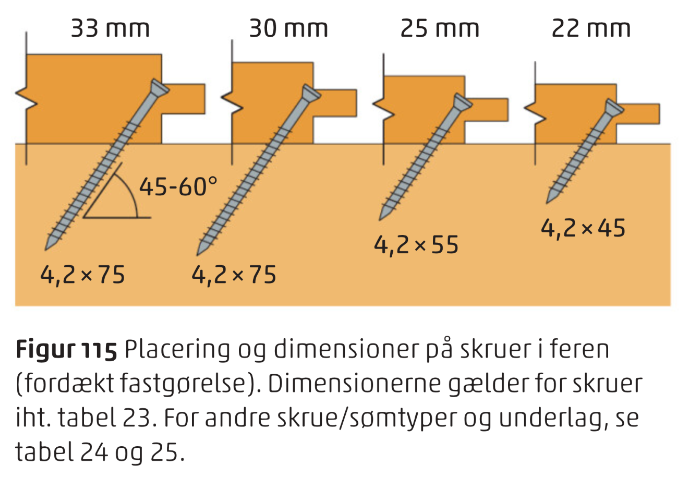 33 mm
30 mm
25 mm
22 mm
45-60°
4,2 × 75
4,2 × 75
4,2 × 55
4,2 × 45
Figur 115 Placering og dimensioner på skruer i feren
(fordækt fastgørelse). Dimensionerne gælder for skruer
iht. tabel 23. For andre skrue/sømtyper og underlag, se
tabel 24 og 25.